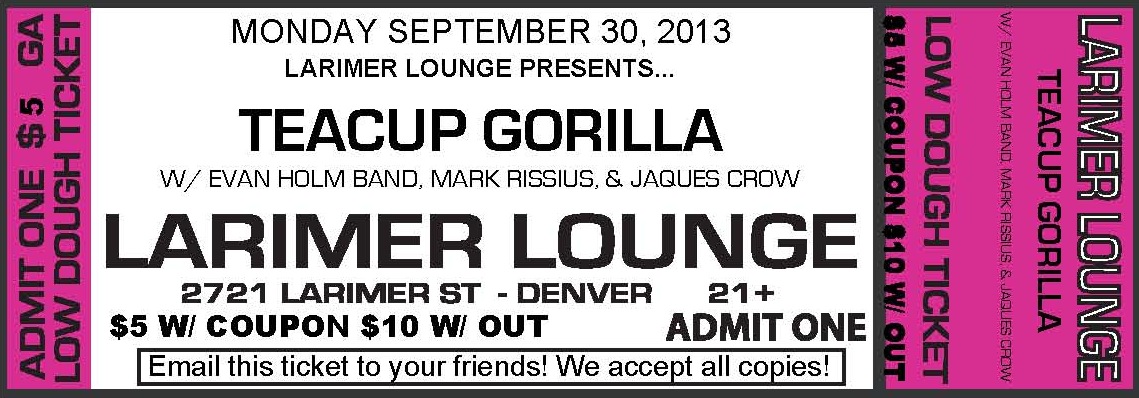 ADMIT ONE $5 GA
LOW DOUGH TICKET
MONDAY SEPTEMBER 30, 2013
LARIMER LOUNGE PRESENTS...
TEACUP GORILLA
W/ EVAN HOLM BAND, MARK RISSIUS, & JAQUES CROW
LARIMER LOUNGE
2721 LARIMER ST - DENVER 21+
$5 W/ COUPON $10 W/ OUT ADMIT ONE
Email this ticket to your friends! We accept all copies!
LARIMER LOUNGE
TEACUP GORILLA
W/ EVAN HOLM BAND, MARK RISSIUS, & JAQUES CROW
LOW DOUGH TICKET
$5 W/ COUPON $10 W/ OUT